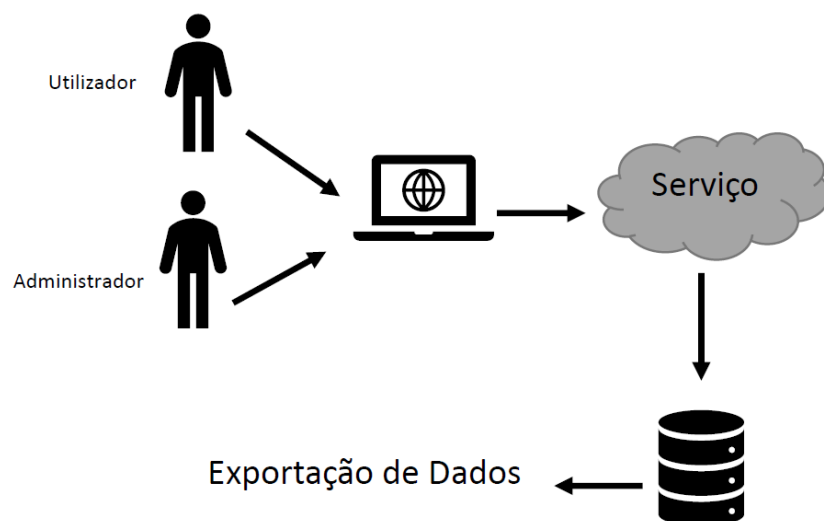 Utilizador
Serviço
Administrador
Exportação de Dados